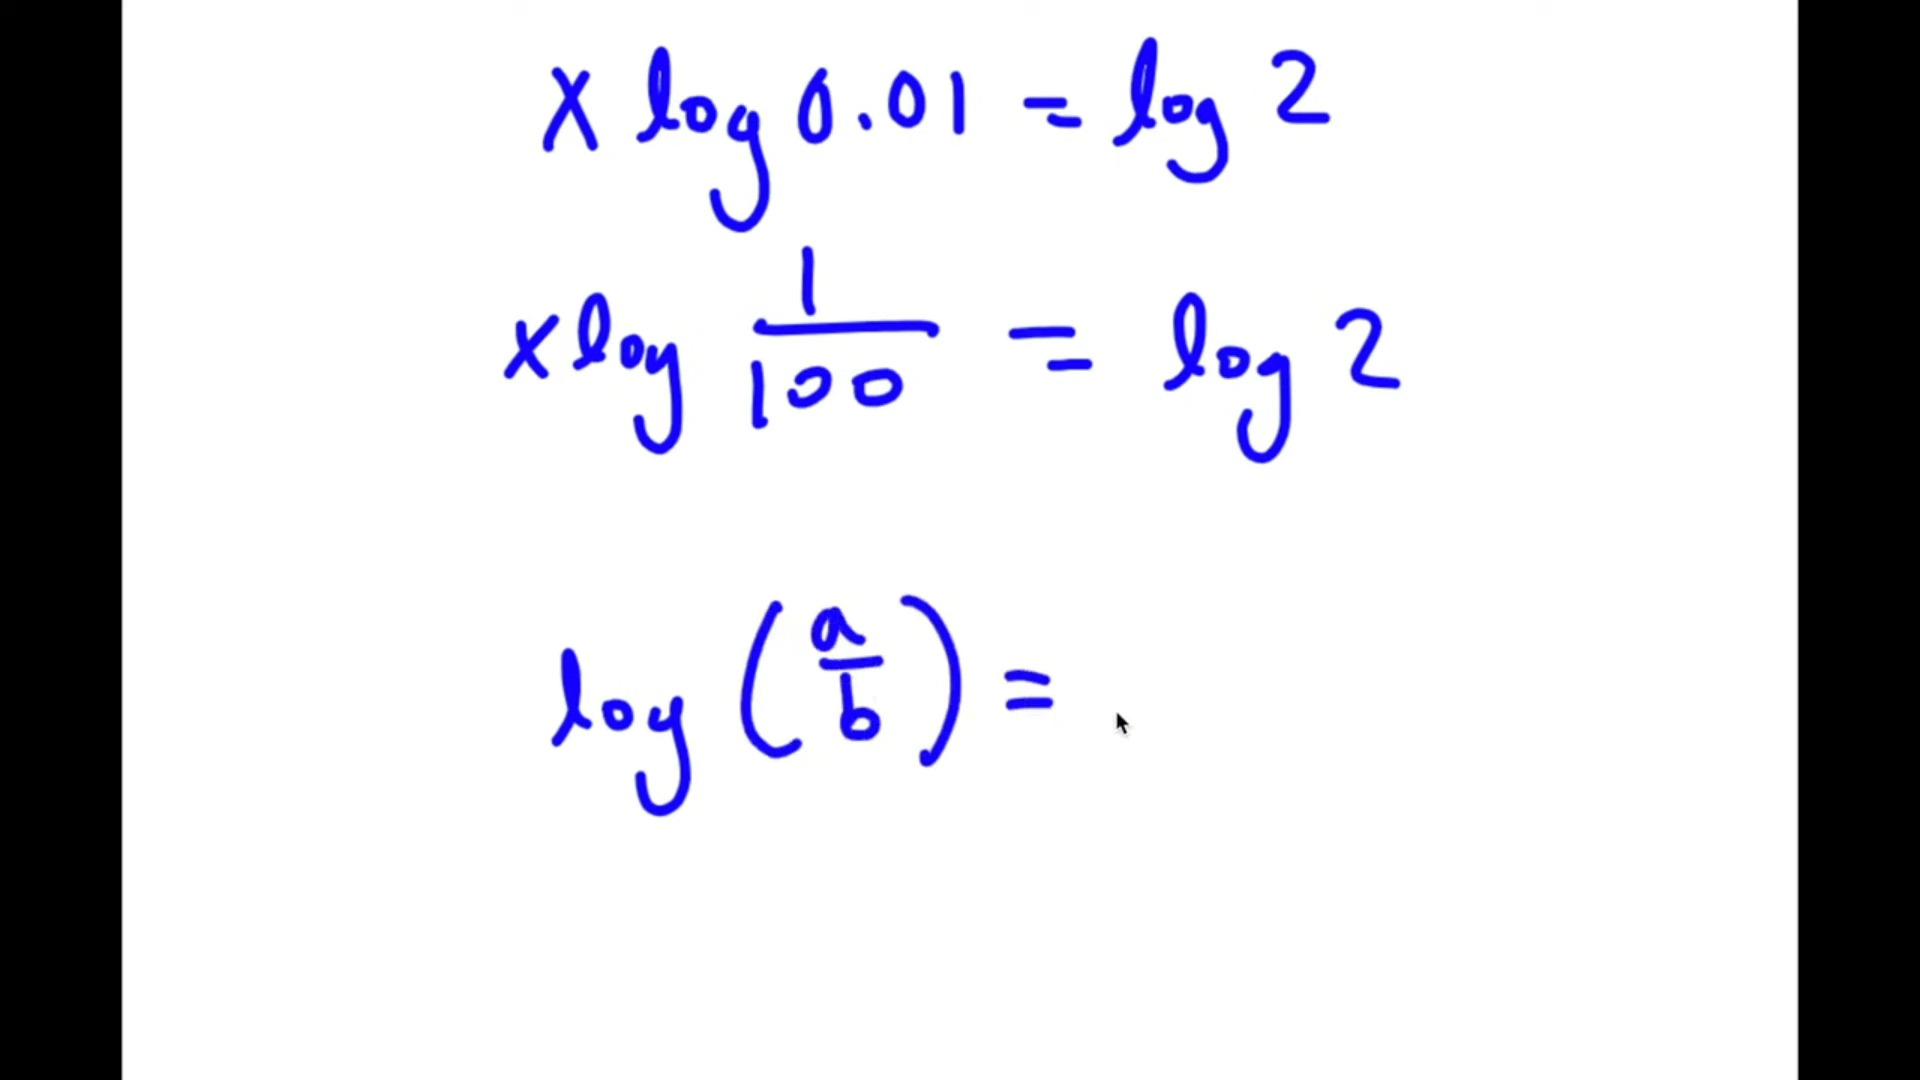 x log 0.01 = log 2
x log 1/100 = log 2
log (a/b) =